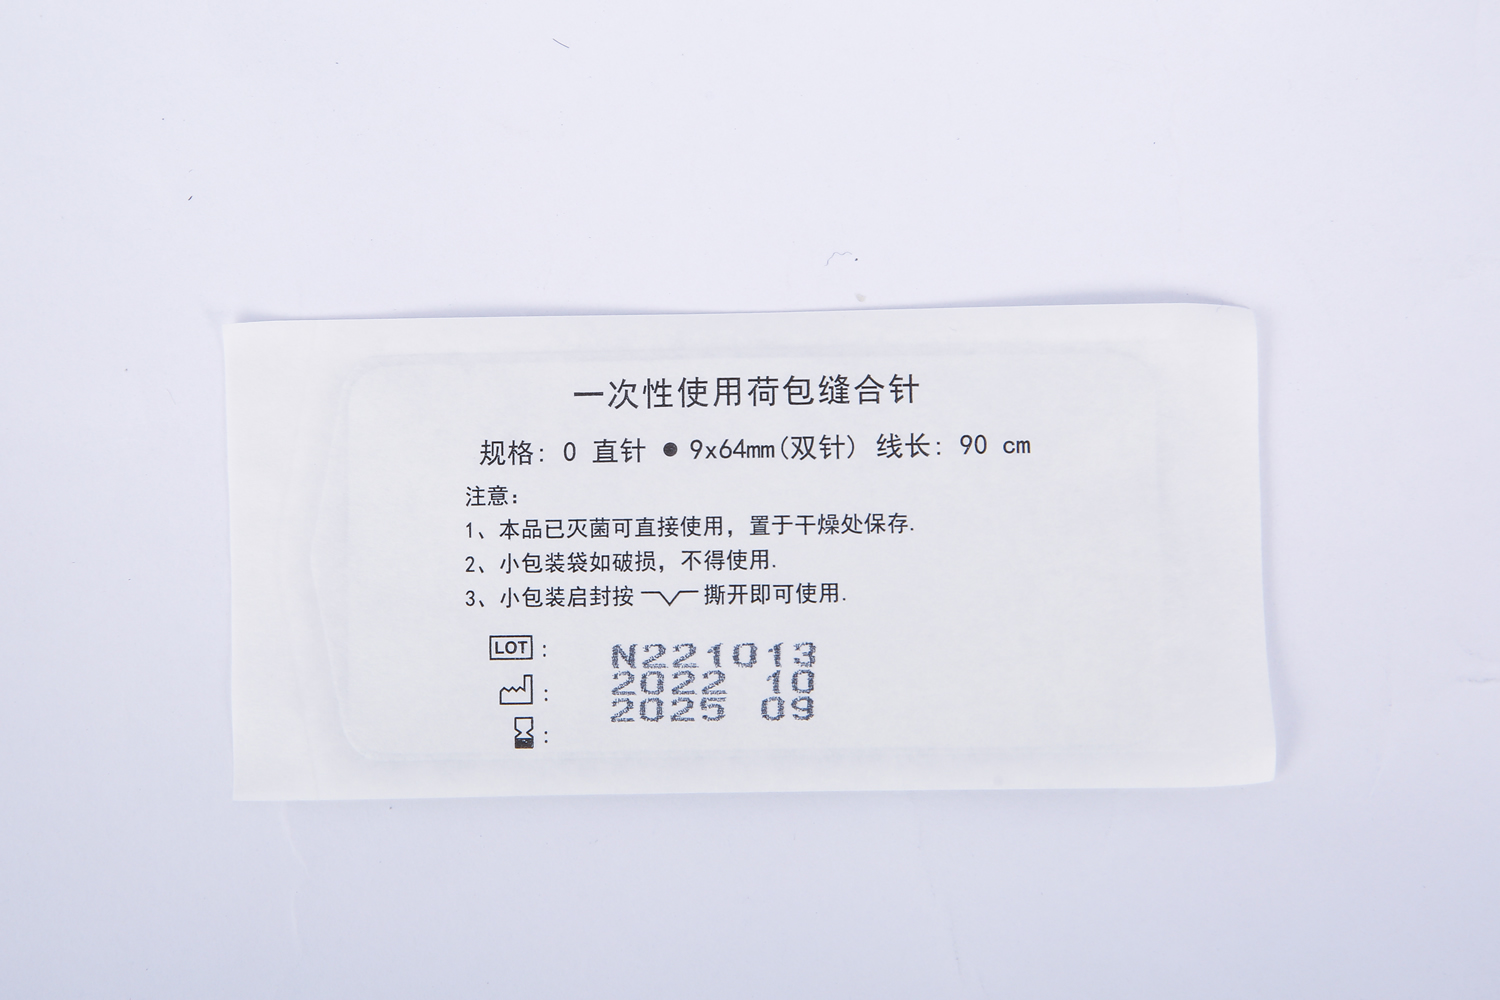 一次性使用荷包缝合针
规格: 0 直针 ● 9x64mm(双针) 线长: 90 cm
注意:
1、本品已灭菌可直接使用, 置于干燥处保存.
2、小包装袋如破损, 不得使用.
3、小包装启封按 撕开即可使用.
LOT : N221013
: 2022 10
: 2025 09